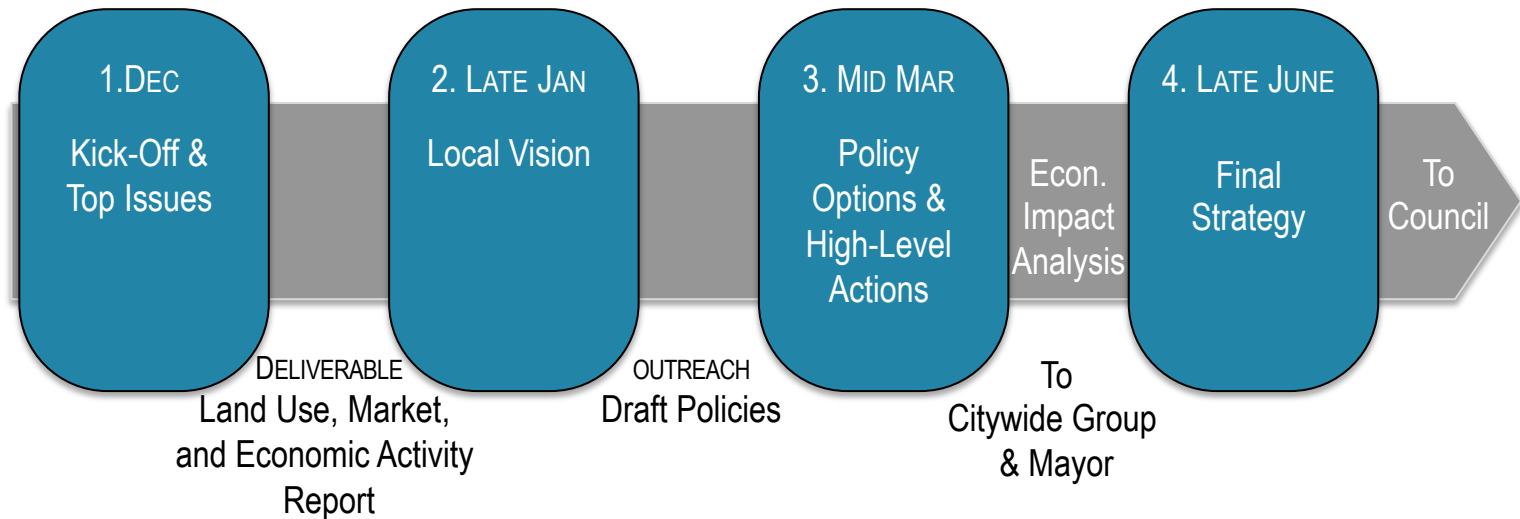 1.DEC
Kick-Off &
Top Issues
2. LATE JAN
Local Vision
3. MID MAR
Policy
Options &
High-Level
Actions
Econ.
Impact
Analysis
4. LATE JUNE
Final
Strategy
To
Council
DELIVERABLE
Land Use, Market,
and Economic Activity
Report
OUTREACH
Draft Policies
To
Citywide Group
& Mayor